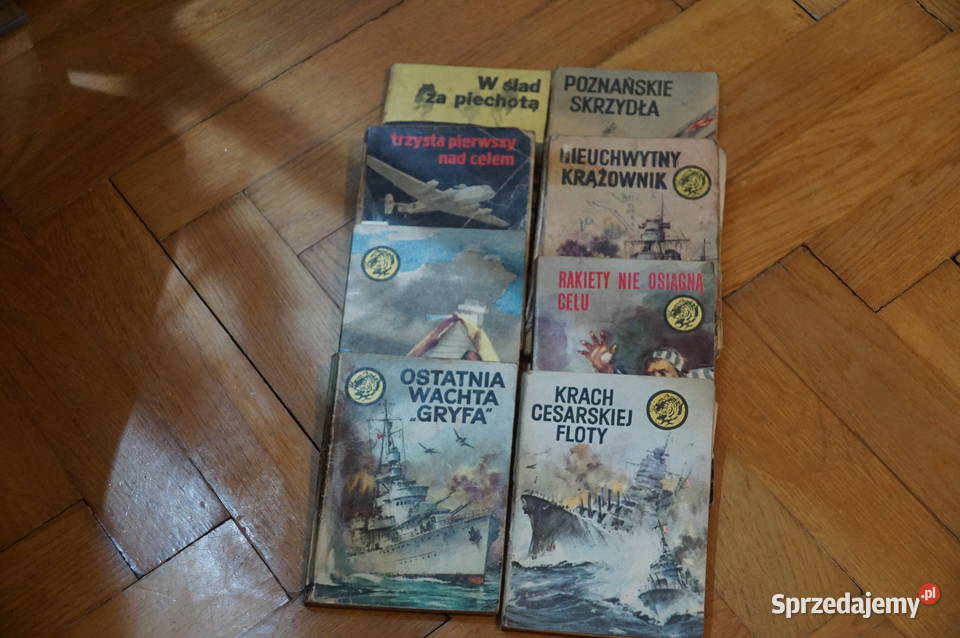 W ślad
za piechotą
POZNAŃSKIE
SKRZYDŁA
trzysta pierwszy
nad celem
NIEUCHWYTNY
KRĄŻOWNIK
RAKIETY NIE OSIĄGNĄ
CELU
OSTATNIA
WACHTA
„GRYFA"
KRACH
CESARSKIEJ
FLOTY
Sprzedajemy.pl